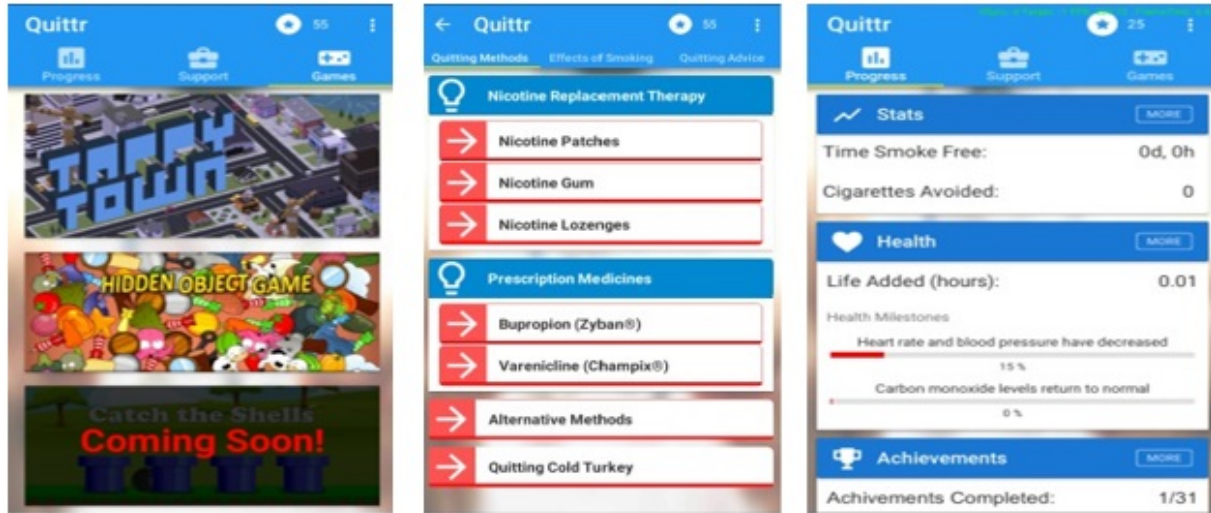 Quittr 55
Progress Support Games
TARRY
TOWN
HIDDEN OBJECT GAME
Catch the Shells
Coming Soon!
Quittr 55
Quitting Methods Effects of Smoking Quitting Advice
Nicotine Replacement Therapy
Nicotine Patches
Nicotine Gum
Nicotine Lozenges
Prescription Medicines
Bupropion (Zyban®)
Varenicline (Champix®)
Alternative Methods
Quitting Cold Turkey
Quittr 25
Progress Support Games
Stats MORE
Time Smoke Free: 0d, 0h
Cigarettes Avoided: 0
Health MORE
Life Added (hours): 0.01
Health Milestones
Heart rate and blood pressure have decreased
15 %
Carbon monoxide levels return to normal
0 %
Achievements MORE
Achivements Completed: 1/31